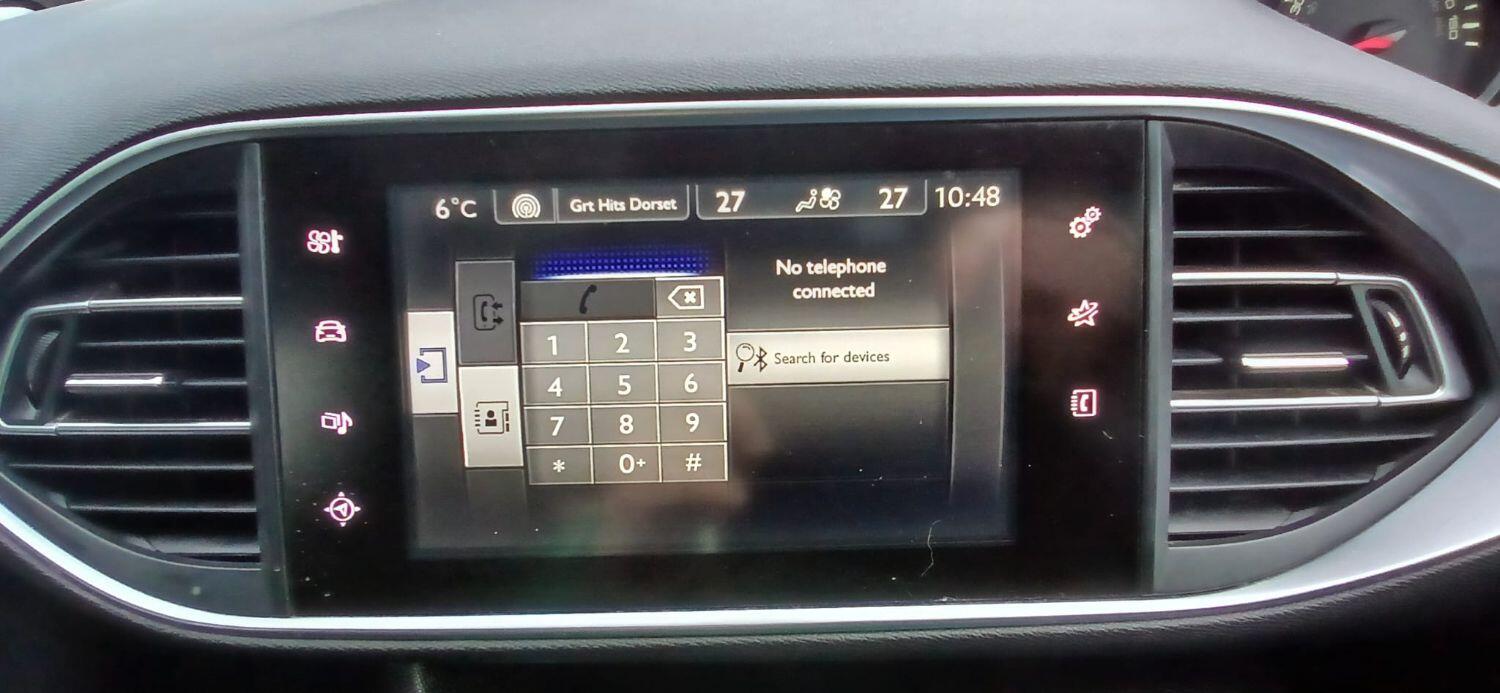 6°C Grt Hits Dorset 27 27 10:48
No telephone
connected
Search for devices
1 2 3
4 5 6
7 8 9
* 0+ #